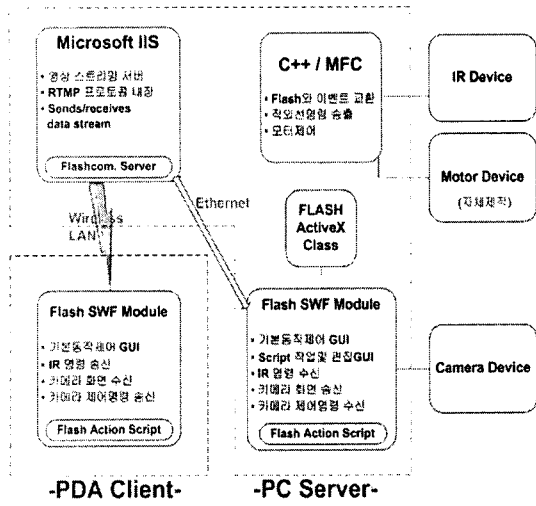 Microsoft IIS
• 영상 스트리밍 서버
• RTMP 프로토콜 내장
• Sends/receives
data stream
Flashcom. Server
C++ / MFC
• Flash와 이벤트 교환
• 적외선명령 송출
• 모터제어
IR Device
Motor Device
(자체제작)
Ethernet
Wireless
LAN
FLASH
ActiveX
Class
Flash SWF Module
• 기본동작제어 GUI
• IR 명령 송신
• 카메라 화면 수신
• 카메라 제어명령 송신
Flash Action Script
Flash SWF Module
• 기본동작제어 GUI
• Script 작업및 편집GUI
• IR 명령 수신
• 카메라 화면 송신
• 카메라 제어명령 수신
Flash Action Script
Camera Device
-PDA Client-
-PC Server-